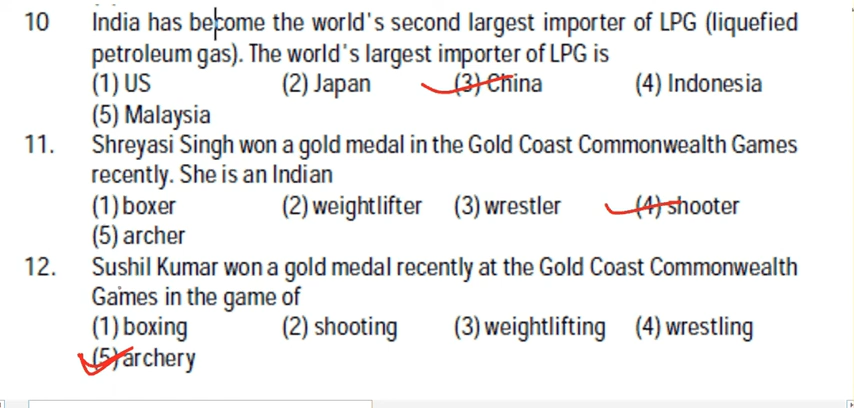 10 India has become the world's second largest importer of LPG (liquefied
petroleum gas). The world's largest importer of LPG is
(1) US (2) Japan (3) China (4) Indonesia
(5) Malaysia
11. Shreyasi Singh won a gold medal in the Gold Coast Commonwealth Games
recently. She is an Indian
(1) boxer (2) weightlifter (3) wrestler (4) shooter
(5) archer
12. Sushil Kumar won a gold medal recently at the Gold Coast Commonwealth
Games in the game of
(1) boxing (2) shooting (3) weightlifting (4) wrestling
(5) archery